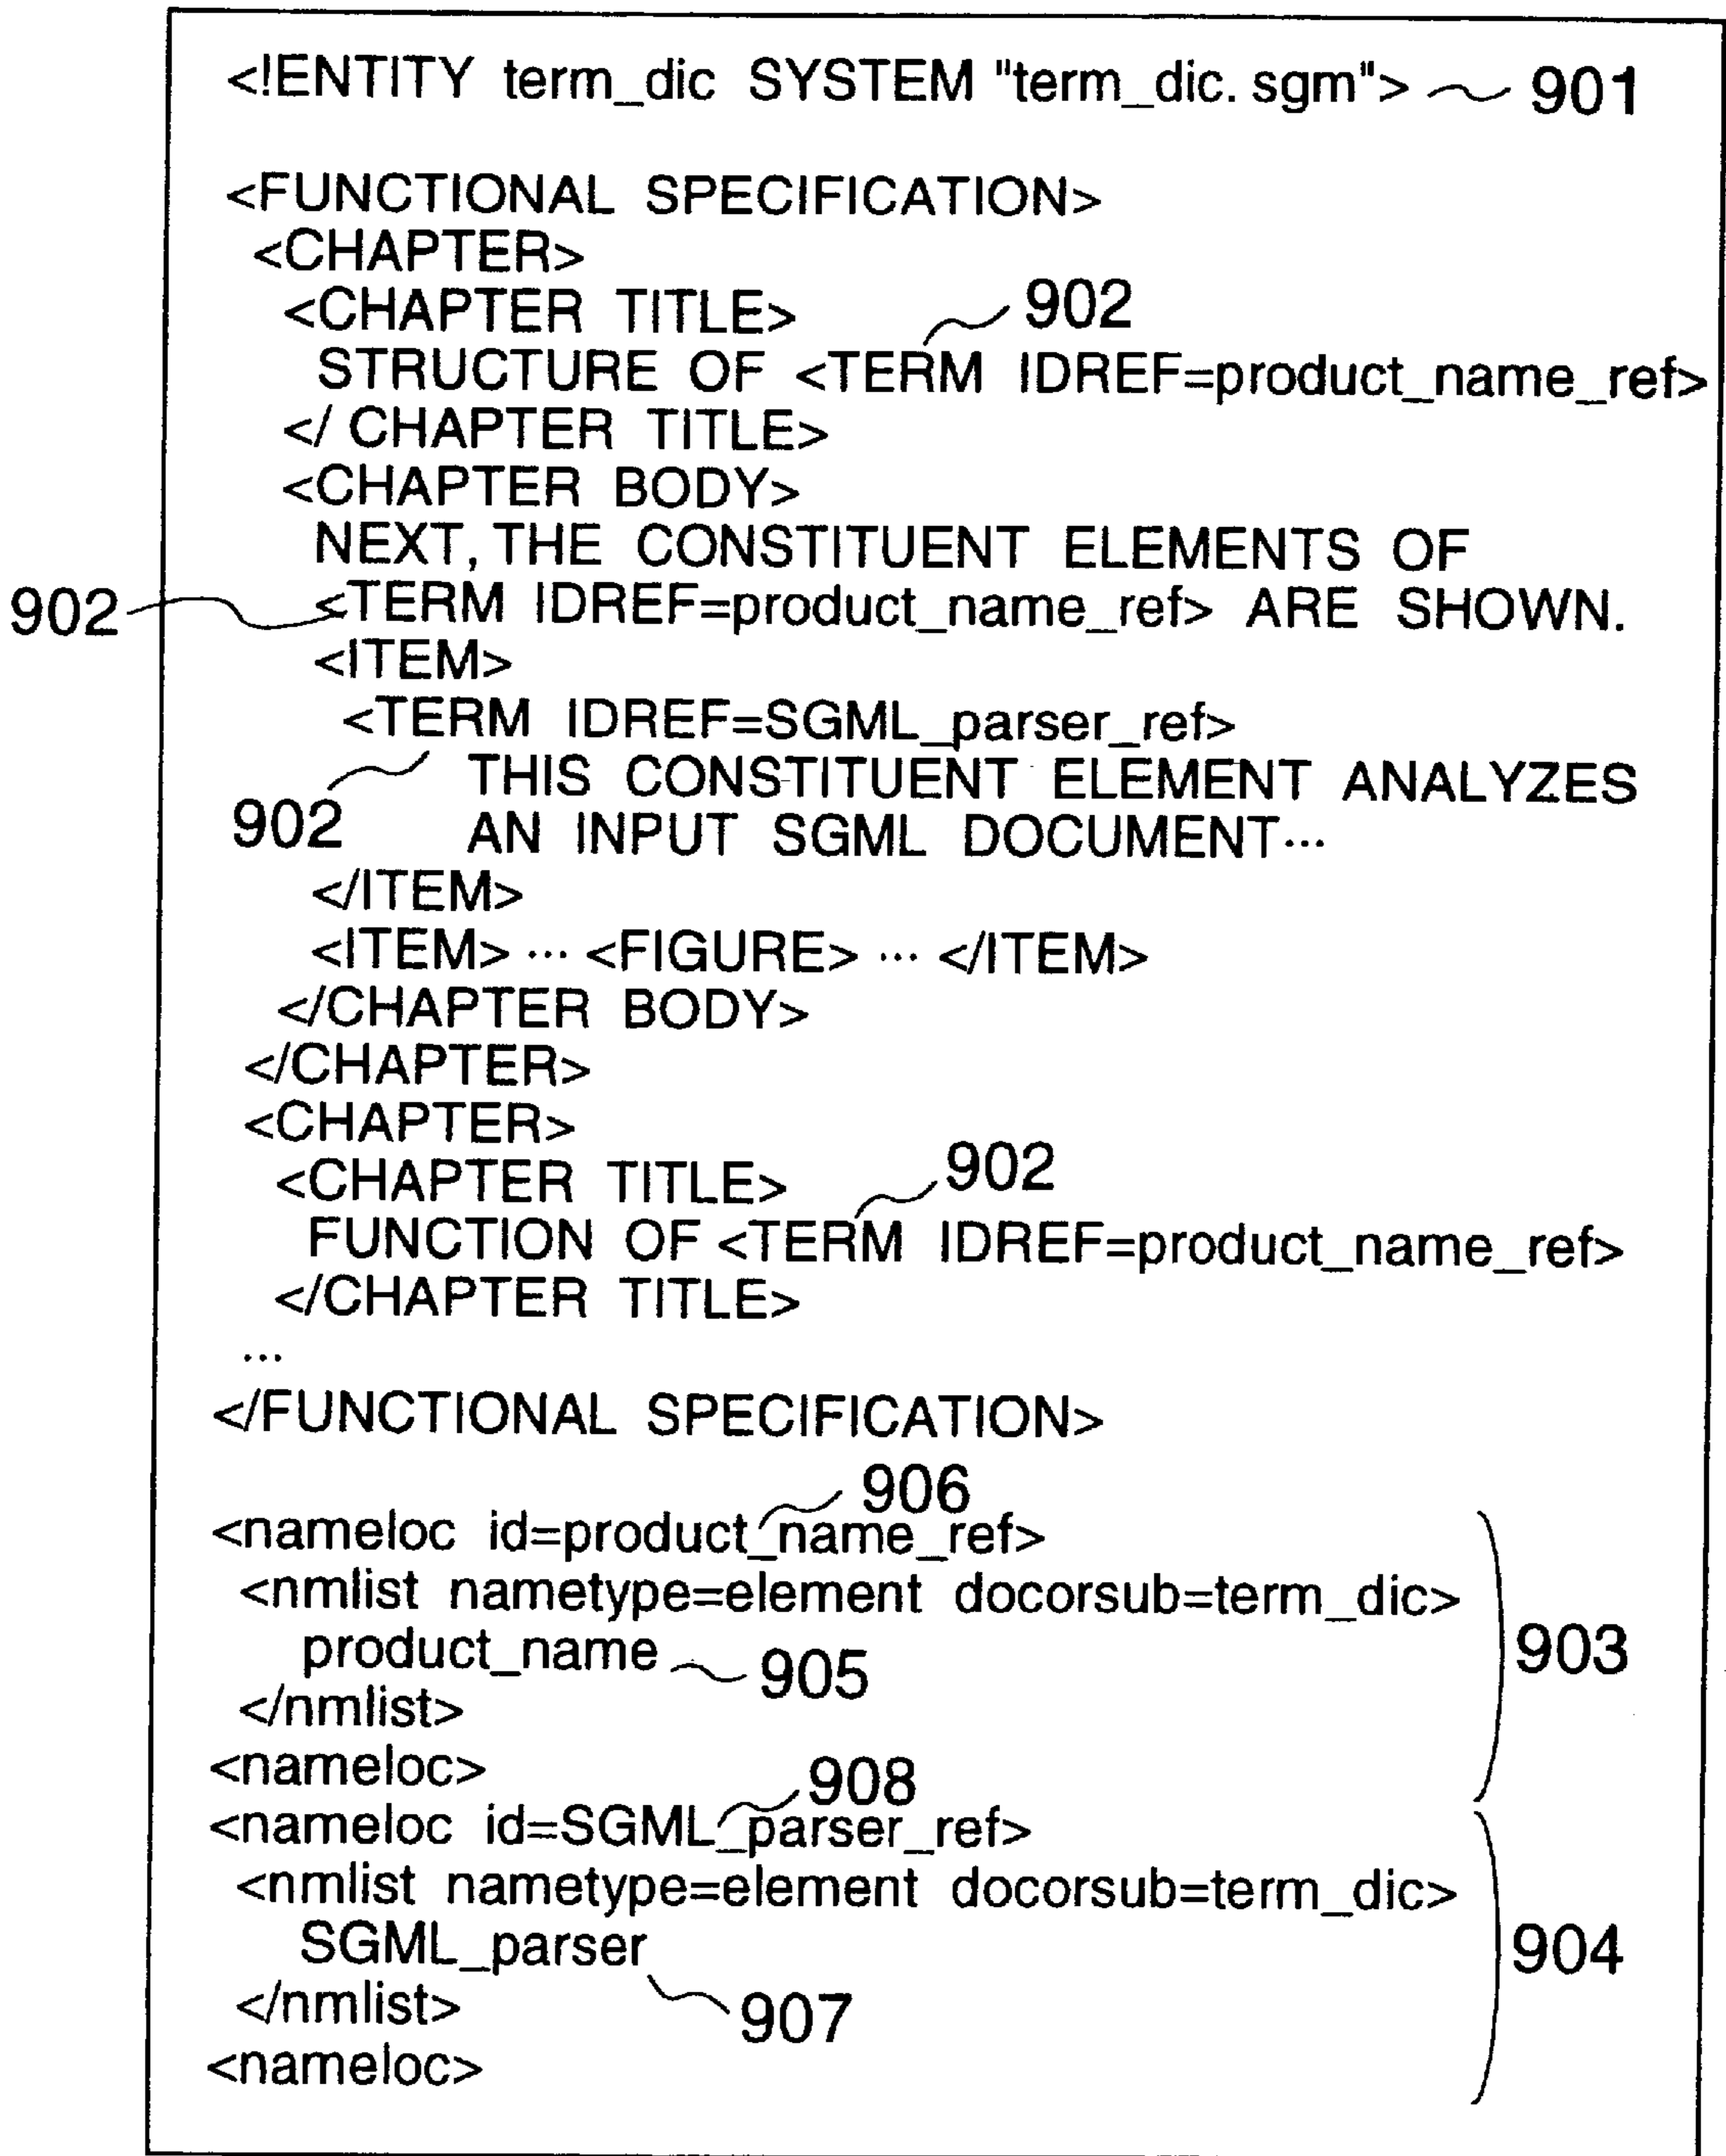 <!ENTITY term_dic SYSTEM "term_dic. sgm"> 901
<FUNCTIONAL SPECIFICATION>
<CHAPTER>
<CHAPTER TITLE> 902
STRUCTURE OF <TERM IDREF=product_name_ref>
</ CHAPTER TITLE>
<CHAPTER BODY>
NEXT, THE CONSTITUENT ELEMENTS OF
902 <TERM IDREF=product_name_ref> ARE SHOWN.
<ITEM>
<TERM IDREF=SGML_parser_ref>
THIS CONSTITUENT ELEMENT ANALYZES
902 AN INPUT SGML DOCUMENT...
</ITEM>
<ITEM> ... <FIGURE> ... </ITEM>
</CHAPTER BODY>
</CHAPTER>
<CHAPTER>
<CHAPTER TITLE> 902
FUNCTION OF <TERM IDREF=product_name_ref>
</CHAPTER TITLE>
...
</FUNCTIONAL SPECIFICATION>
906
<nameloc id=product_name_ref>
<nmlist nametype=element docorsub=term_dic>
product_name 905 903
</nmlist>
<nameloc> 908
<nameloc id=SGML_parser_ref>
<nmlist nametype=element docorsub=term_dic>
SGML_parser 904
</nmlist> 907
<nameloc>